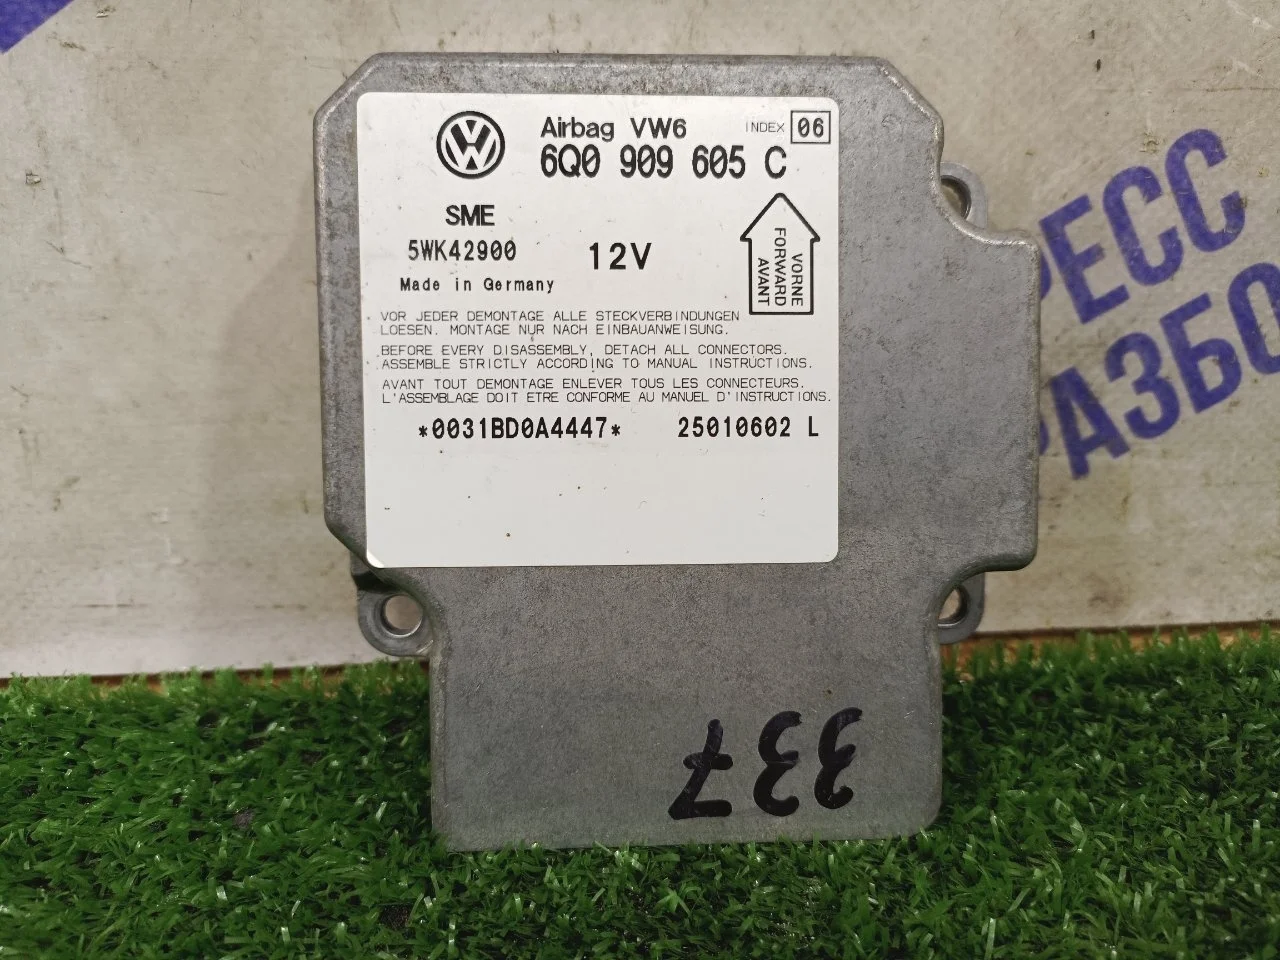 Airbag VW6 INDEX 06
6Q0 909 605 C
SME
5WK42900 12V
Made in Germany
VORNE
FORWARD
AVANT
VOR JEDER DEMONTAGE ALLE STECKVERBINDUNGEN
LOESEN. MONTAGE NUR NACH EINBAUANWEISUNG.
BEFORE EVERY DISASSEMBLY, DETACH ALL CONNECTORS.
ASSEMBLE STRICTLY ACCORDING TO MANUAL INSTRUCTIONS.
AVANT TOUT DEMONTAGE ENLEVER TOUS LES CONNECTEURS.
L'ASSEMBLAGE DOIT ETRE CONFORME AU MANUEL D'INSTRUCTIONS.
*0031BD0A4447* 25010602 L
337
РЕСС
РАЗБО